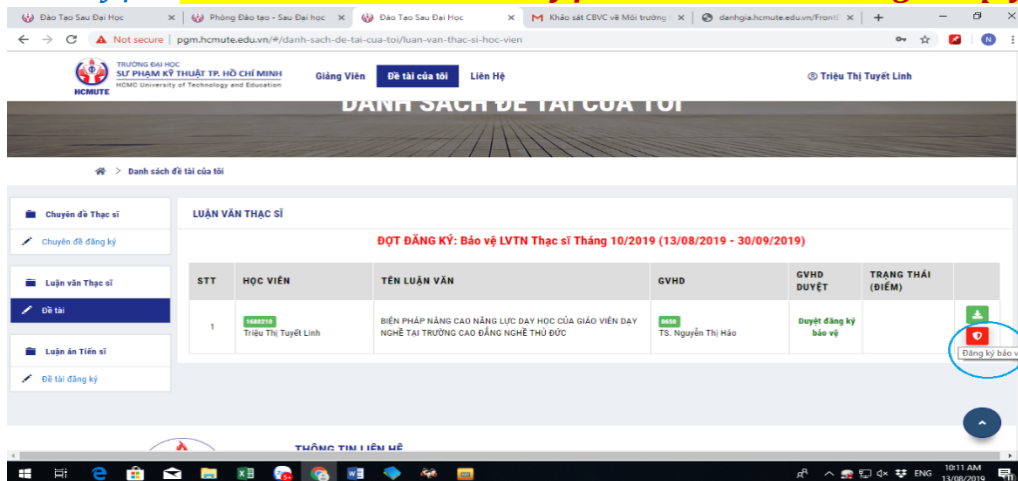 Đào Tạo Sau Đại Học
Phòng Đào tạo - Sau Đại học
Đào Tạo Sau Đại Học
Khảo sát CBVC về Môi trường
danhgia.hcmute.edu.vn/Fronti
Not secure
pgm.hcmute.edu.vn/#/danh-sach-de-tai-cua-toi/luan-van-thac-si-hoc-vien
TRƯỜNG ĐẠI HỌC
SƯ PHẠM KỸ THUẬT TP. HỒ CHÍ MINH
HCMC University of Technology and Education
HCMUTE
Giảng Viên
Đề tài của tôi
Liên Hệ
Triệu Thị Tuyết Linh
DANH SÁCH ĐỀ TÀI CỦA TÔI
> Danh sách đề tài của tôi
Chuyên đề Thạc sĩ
Chuyên đề đăng ký
Luận văn Thạc sĩ
Đề tài
Luận án Tiến sĩ
Đề tài đăng ký
LUẬN VĂN THẠC SĨ
ĐỢT ĐĂNG KÝ: Bảo vệ LVTN Thạc sĩ Tháng 10/2019 (13/08/2019 - 30/09/2019)
STT HỌC VIÊN TÊN LUẬN VĂN GVHD GVHD DUYỆT TRẠNG THÁI (ĐIỂM)
1
1680210
Triệu Thị Tuyết Linh
BIỆN PHÁP NÂNG CAO NĂNG LỰC DẠY HỌC CỦA GIÁO VIÊN DẠY
NGHỀ TẠI TRƯỜNG CAO ĐẲNG NGHỀ THỦ ĐỨC
0650
TS. Nguyễn Thị Hảo
Duyệt đăng ký
bảo vệ
Đăng ký bảo v
THÔNG TIN LIÊN HỆ
ENG
10:11 AM
13/08/2019